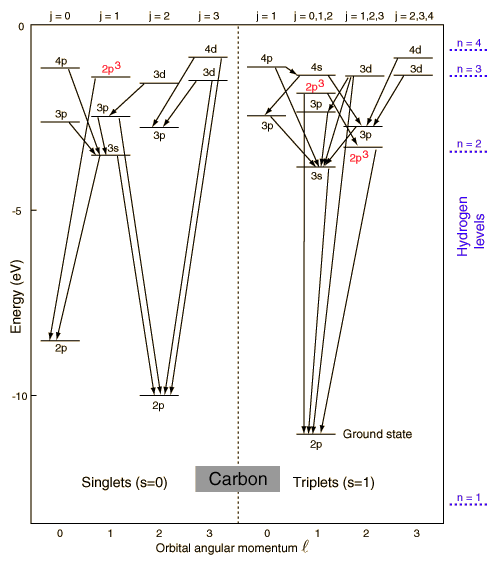 j = 0 j = 1 j = 2 j = 3 j = 1 j = 0,1,2 j = 1,2,3 j = 2,3,4
0
n = 4
4d 4d
4p 2p3 3d 3d 4p 4s 3d 3d
n = 3
2p3
3p 3p 3p 3p 3p 3p
3s 2p3
n = 2
3s
-5
Energy (eV)
Hydrogen
levels
2p
-10
2p
2p Ground state
Singlets (s=0) Carbon Triplets (s=1)
n = 1
0 1 2 3 0 1 2 3
Orbital angular momentum ℓ